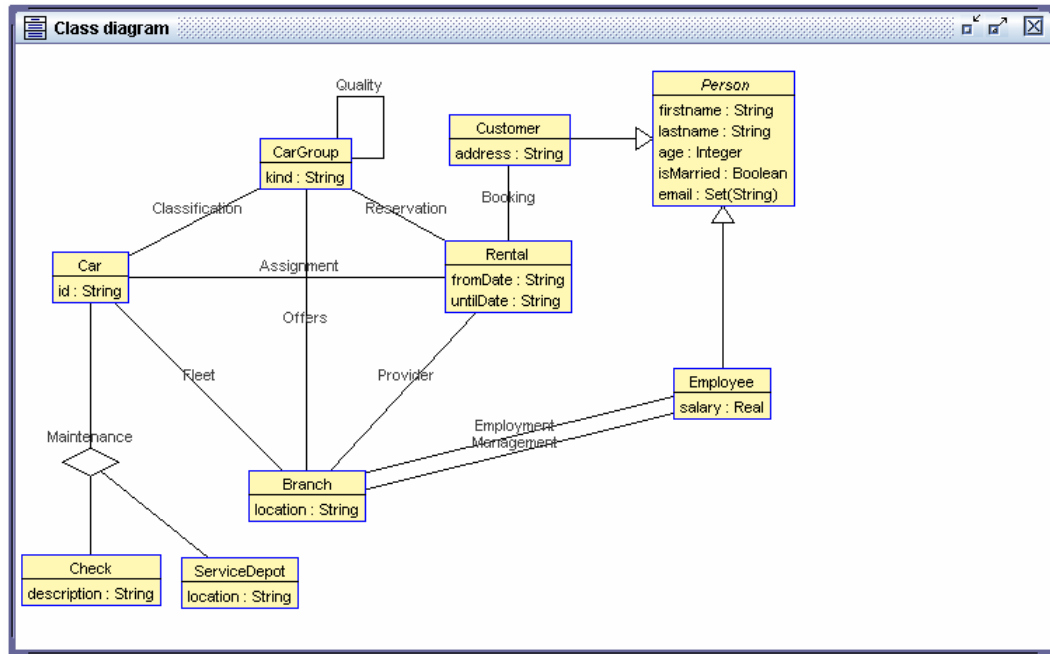 Class diagram
Quality
Person
firstname : String
lastname : String
age : Integer
isMarried : Boolean
email : Set(String)
Customer
address : String
CarGroup
kind : String
Classification
Reservation
Booking
Car
id : String
Assignment
Rental
fromDate : String
untilDate : String
Offers
Fleet
Provider
Employee
salary : Real
Employment
Management
Maintenance
Branch
location : String
Check
description : String
ServiceDepot
location : String